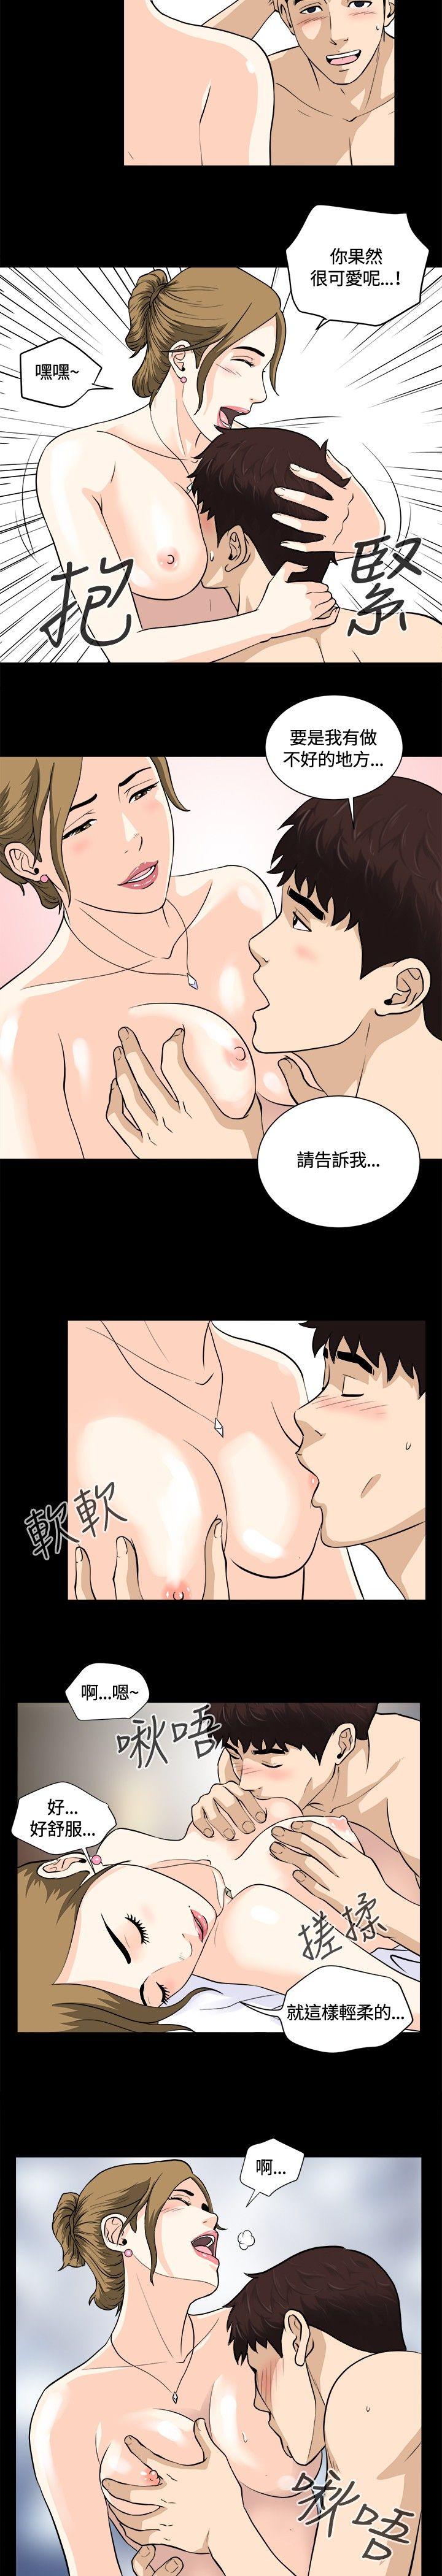 你果然
很可愛呢...!
嘿嘿~
抱緊
要是我有做
不好的地方...
請告訴我...
軟軟
啊...嗯~
啾唔
好...
好舒服...
搓揉
就這樣輕柔的...
啊...
啾唔